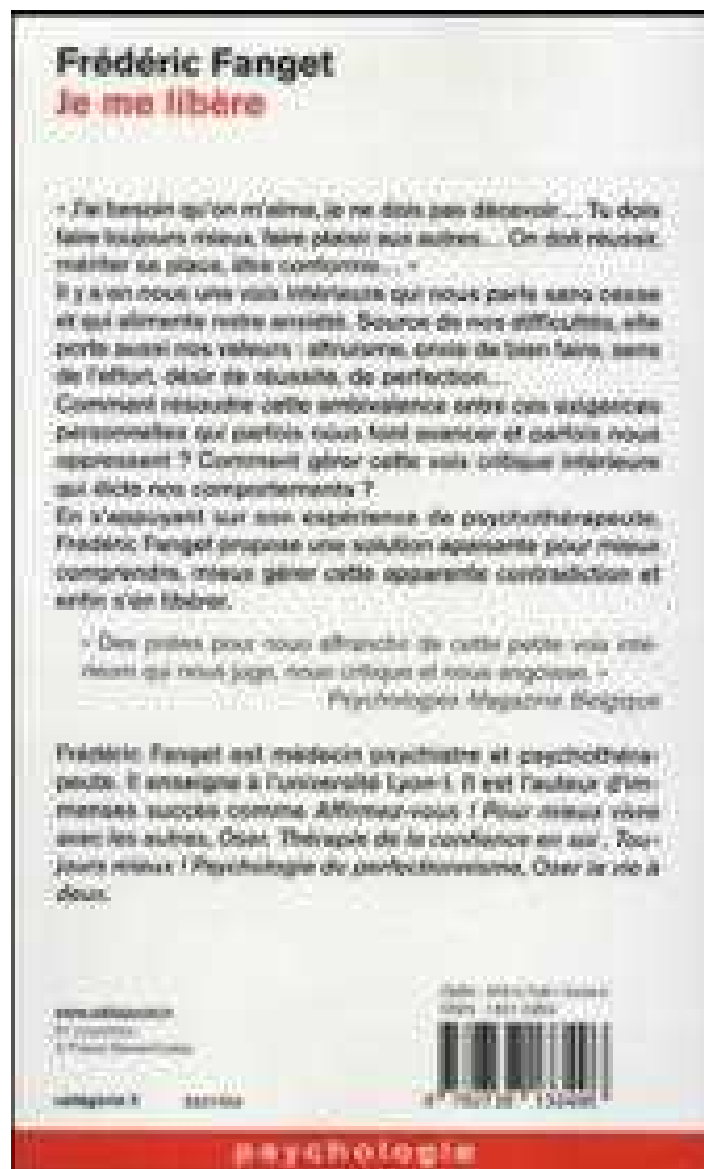 Frédéric Fanget
Je me libère
« J'ai besoin qu'on m'aime, je ne dois pas décevoir… Tu dois
faire toujours mieux, faire plaisir aux autres… On doit réussir,
mériter sa place, être conforme… »
Il y a en nous une voix intérieure qui nous parle sans cesse
et qui alimente notre anxiété. Source de nos difficultés, elle
porte aussi nos valeurs : altruisme, envie de bien faire, sens
de l'effort, désir de réussite, de perfection…
Comment résoudre cette ambivalence entre ces exigences
personnelles qui parfois nous font avancer et parfois nous
oppressent ? Comment gérer cette voix critique intérieure
qui dicte nos comportements ?
En s'appuyant sur son expérience de psychothérapeute,
Frédéric Fanget propose une solution apaisante pour mieux
comprendre, mieux gérer cette apparente contradiction et
enfin s'en libérer.
« Des pistes pour nous affranchir de cette petite voix inté-
rieure qui nous juge, nous critique et nous angoisse. »
Psychologies Magazine Belgique
Frédéric Fanget est médecin psychiatre et psychothéra-
peute. Il enseigne à l'université Lyon-I. Il est l'auteur d'im-
menses succès comme Affirmez-vous ! Pour mieux vivre
avec les autres, Oser. Thérapie de la confiance en soi, Tou-
jours mieux ! Psychologie du perfectionnisme, Oser la vie à
deux.
psychologie